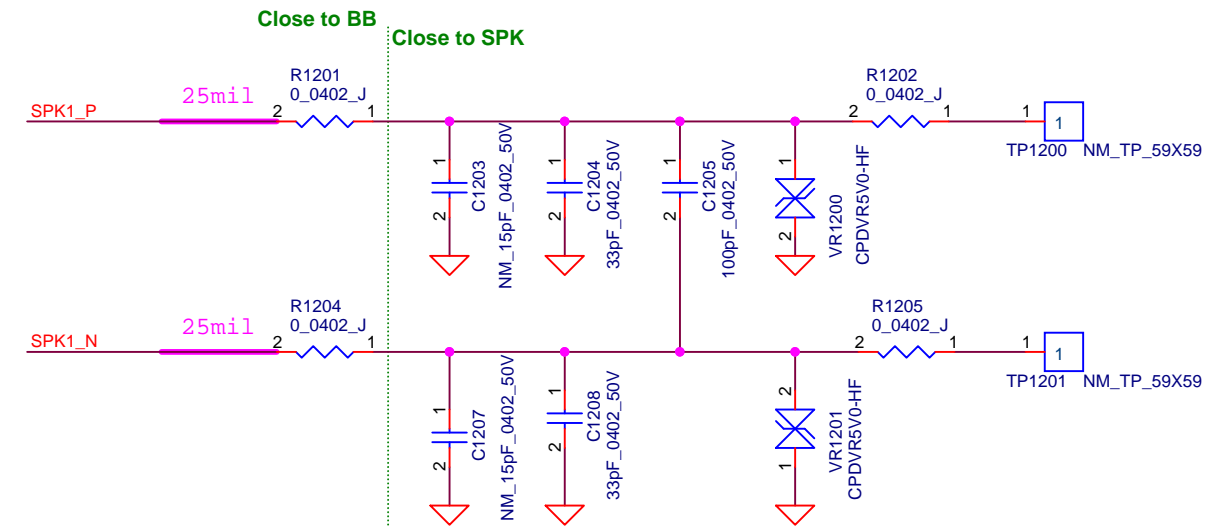 Close to BB
Close to SPK
R1201
0_0402_J
R1202
0_0402_J
SPK1_P
25mil
2
1
2
1
1
1
TP1200 NM_TP_59X59
1
2
C1203
NM_15pF_0402_50V
1
2
C1204
33pF_0402_50V
1
2
C1205
100pF_0402_50V
1
2
VR1200
CPDVR5V0-HF
R1204
0_0402_J
R1205
0_0402_J
SPK1_N
25mil
2
1
2
1
1
1
TP1201 NM_TP_59X59
1
2
C1207
NM_15pF_0402_50V
1
2
C1208
33pF_0402_50V
2
1
VR1201
CPDVR5V0-HF